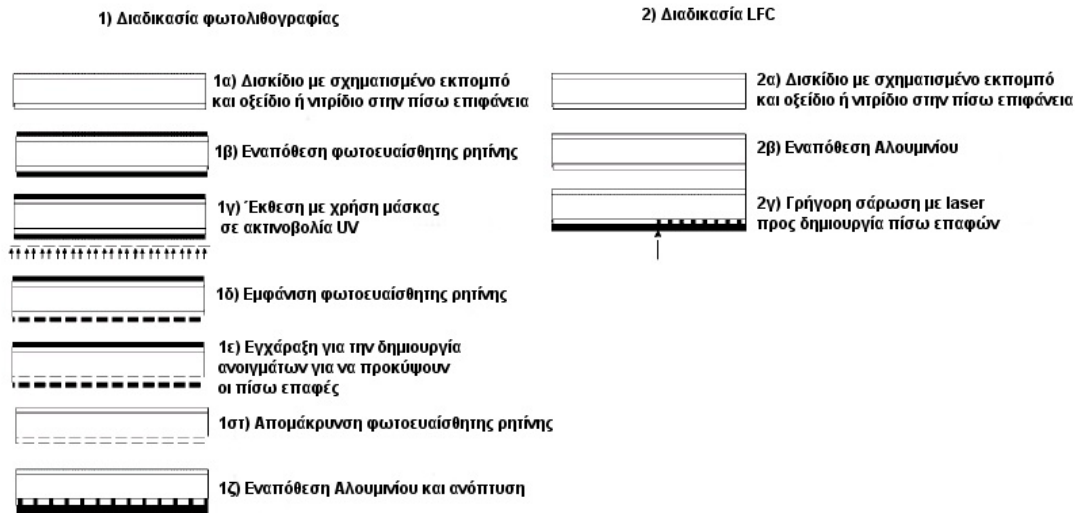 1) Διαδικασία φωτολιθογραφίας
1α) Δισκίδιο με σχηματισμένο εκπομπό
και οξείδιο ή νιτρίδιο στην πίσω επιφάνεια
1β) Εναπόθεση φωτοευαίσθητης ρητίνης
1γ) Έκθεση με χρήση μάσκας
σε ακτινοβολία UV
1δ) Εμφάνιση φωτοευαίσθητης ρητίνης
1ε) Εγχάραξη για την δημιουργία
ανοιγμάτων για να προκύψουν
οι πίσω επαφές
1στ) Απομάκρυνση φωτοευαίσθητης ρητίνης
1ζ) Εναπόθεση Αλουμινίου και ανόπτυση
2) Διαδικασία LFC
2α) Δισκίδιο με σχηματισμένο εκπομπό
και οξείδιο ή νιτρίδιο στην πίσω επιφάνεια
2β) Εναπόθεση Αλουμινίου
2γ) Γρήγορη σάρωση με laser
προς δημιουργία πίσω επαφών